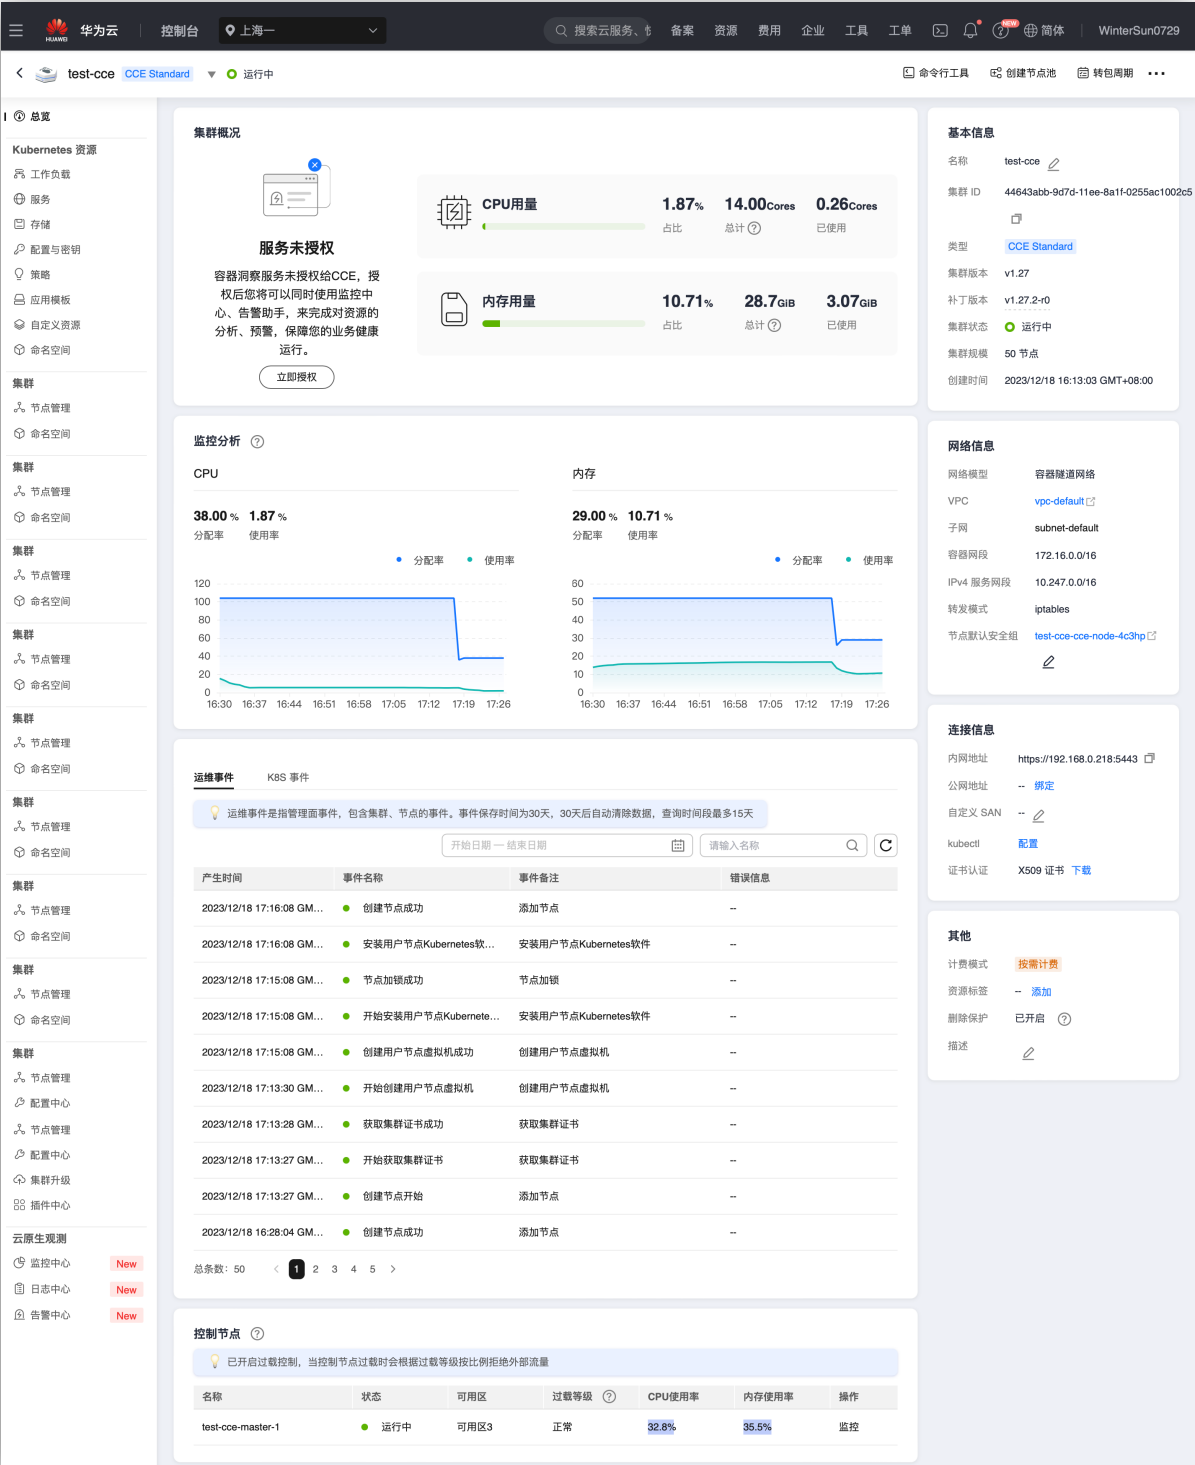 HUAWEI
华为云
控制台
上海一
搜索云服务、
备案
资源
费用
企业
工具
工单
NEW
简体
WinterSun0729
test-cce
CCE Standard
运行中
命令行工具
创建节点池
转包周期
总览
Kubernetes 资源
工作负载
服务
存储
配置与密钥
策略
应用模板
自定义资源
命名空间
集群
节点管理
命名空间
集群
节点管理
命名空间
集群
节点管理
命名空间
集群
节点管理
命名空间
集群
节点管理
命名空间
集群
节点管理
命名空间
集群
节点管理
命名空间
集群
节点管理
命名空间
集群
节点管理
配置中心
节点管理
配置中心
集群升级
插件中心
云原生观测
监控中心 New
日志中心 New
告警中心 New
集群概况
服务未授权
容器洞察服务未授权给CCE，授
权后您将可以同时使用监控中
心、告警助手，来完成对资源的
分析、预警，保障您的业务健康
运行。
立即授权
CPU用量
1.87% 14.00Cores 0.26Cores
占比 总计 已使用
内存用量
10.71% 28.7GiB 3.07GiB
占比 总计 已使用
监控分析
CPU
38.00 % 1.87 %
分配率 使用率
分配率 使用率
120
100
80
60
40
20
0
16:30 16:37 16:44 16:51 16:58 17:05 17:12 17:19 17:26
内存
29.00 % 10.71 %
分配率 使用率
分配率 使用率
60
50
40
30
20
10
0
16:30 16:37 16:44 16:51 16:58 17:05 17:12 17:19 17:26
运维事件 K8S 事件
运维事件是指管理面事件，包含集群、节点的事件。事件保存时间为30天，30天后自动清除数据，查询时间段最多15天
开始日期 — 结束日期
请输入名称
产生时间 事件名称 事件备注 错误信息
2023/12/18 17:16:08 GM... 创建节点成功 添加节点 --
2023/12/18 17:16:08 GM... 安装用户节点Kubernetes软... 安装用户节点Kubernetes软件 --
2023/12/18 17:15:08 GM... 节点加锁成功 节点加锁 --
2023/12/18 17:15:08 GM... 开始安装用户节点Kubernete... 安装用户节点Kubernetes软件 --
2023/12/18 17:15:08 GM... 创建用户节点虚拟机成功 创建用户节点虚拟机 --
2023/12/18 17:13:30 GM... 开始创建用户节点虚拟机 创建用户节点虚拟机 --
2023/12/18 17:13:28 GM... 获取集群证书成功 获取集群证书 --
2023/12/18 17:13:27 GM... 开始获取集群证书 获取集群证书 --
2023/12/18 17:13:27 GM... 创建节点开始 添加节点 --
2023/12/18 16:28:04 GM... 创建节点成功 添加节点 --
总条数：50 < 1 2 3 4 5 >
控制节点
已开启过载控制，当控制节点过载时会根据过载等级按比例拒绝外部流量
名称 状态 可用区 过载等级 CPU使用率 内存使用率 操作
test-cce-master-1 运行中 可用区3 正常 32.8% 35.5% 监控
基本信息
名称 test-cce
集群 ID 44643abb-9d7d-11ee-8a1f-0255ac1002c5
类型 CCE Standard
集群版本 v1.27
补丁版本 v1.27.2-r0
集群状态 运行中
集群规模 50 节点
创建时间 2023/12/18 16:13:03 GMT+08:00
网络信息
网络模型 容器隧道网络
VPC vpc-default
子网 subnet-default
容器网段 172.16.0.0/16
IPv4 服务网段 10.247.0.0/16
转发模式 iptables
节点默认安全组 test-cce-cce-node-4c3hp
连接信息
内网地址 https://192.168.0.218:5443
公网地址 -- 绑定
自定义 SAN --
kubectl 配置
证书认证 X509 证书 下载
其他
计费模式 按需计费
资源标签 -- 添加
删除保护 已开启
描述